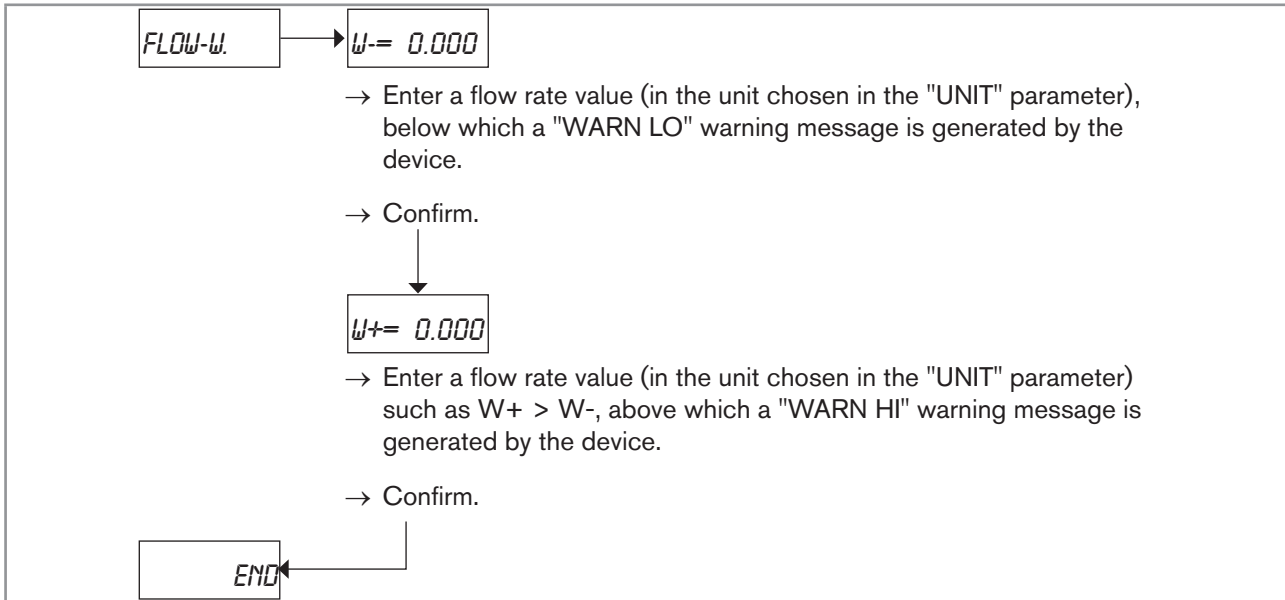 FLOW-W.
W-= 0.000
→ Enter a flow rate value (in the unit chosen in the "UNIT" parameter),
below which a "WARN LO" warning message is generated by the
device.
→ Confirm.
W+= 0.000
→ Enter a flow rate value (in the unit chosen in the "UNIT" parameter)
such as W+ > W-, above which a "WARN HI" warning message is
generated by the device.
→ Confirm.
END